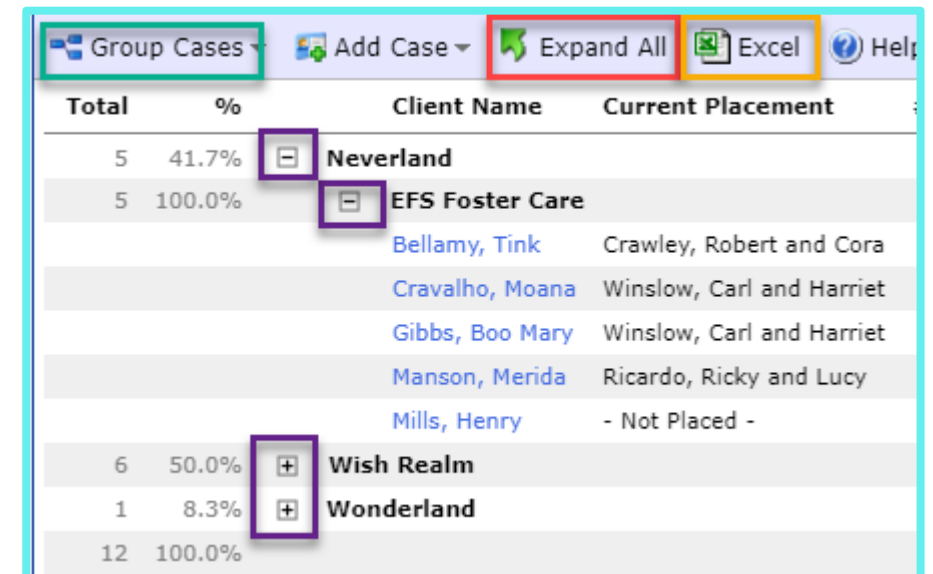 Group Cases Add Case Expand All Excel Help
Total % Client Name Current Placement
5 41.7% Neverland
5 100.0% EFS Foster Care
Bellamy, Tink Crawley, Robert and Cora
Cravalho, Moana Winslow, Carl and Harriet
Gibbs, Boo Mary Winslow, Carl and Harriet
Manson, Merida Ricardo, Ricky and Lucy
Mills, Henry - Not Placed -
6 50.0% Wish Realm
1 8.3% Wonderland
12 100.0%